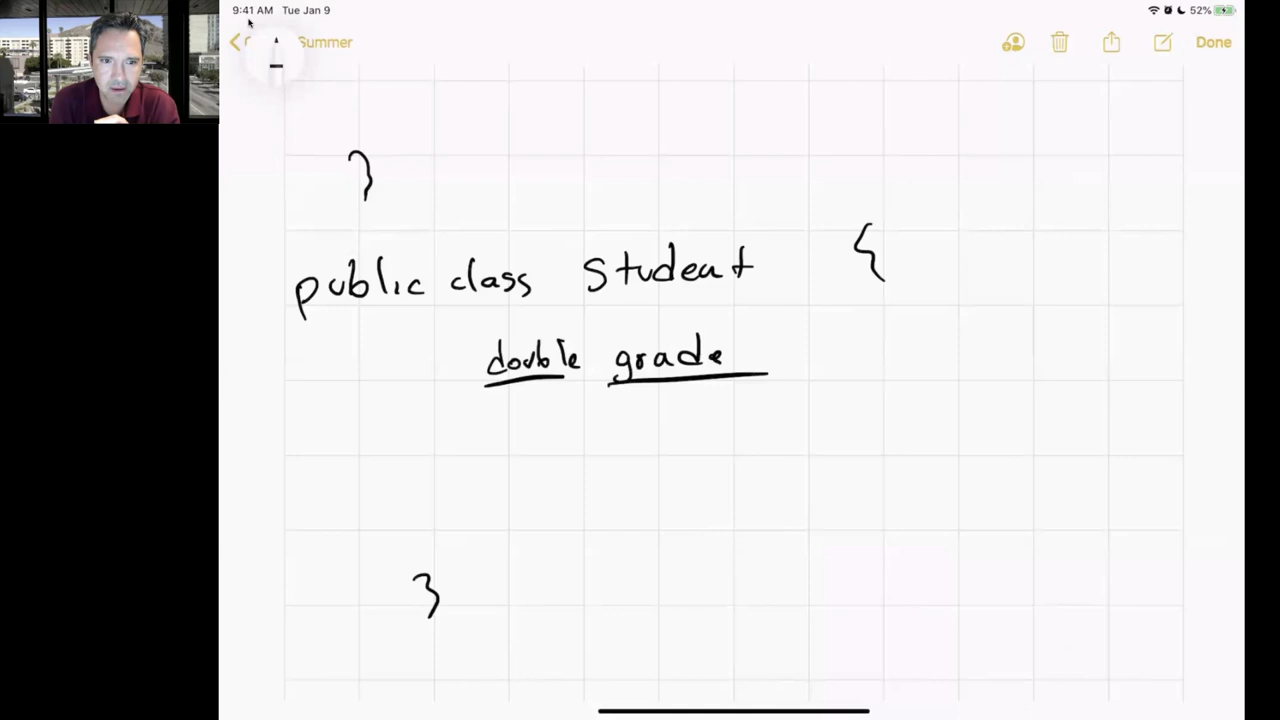 9:41 AM Tue Jan 9
52%
Summer
Done
}
public class Student {
double grade
}